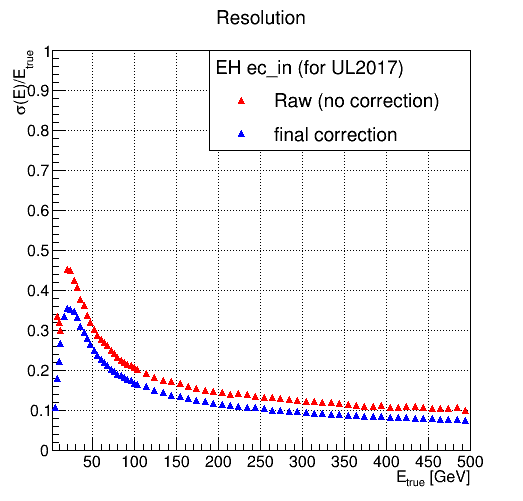 Resolution
σ(E)/E_true
EH ec_in (for UL2017)
Raw (no correction)
final correction
1
0.9
0.8
0.7
0.6
0.5
0.4
0.3
0.2
0.1
0
50 100 150 200 250 300 350 400 450 500
E_true [GeV]